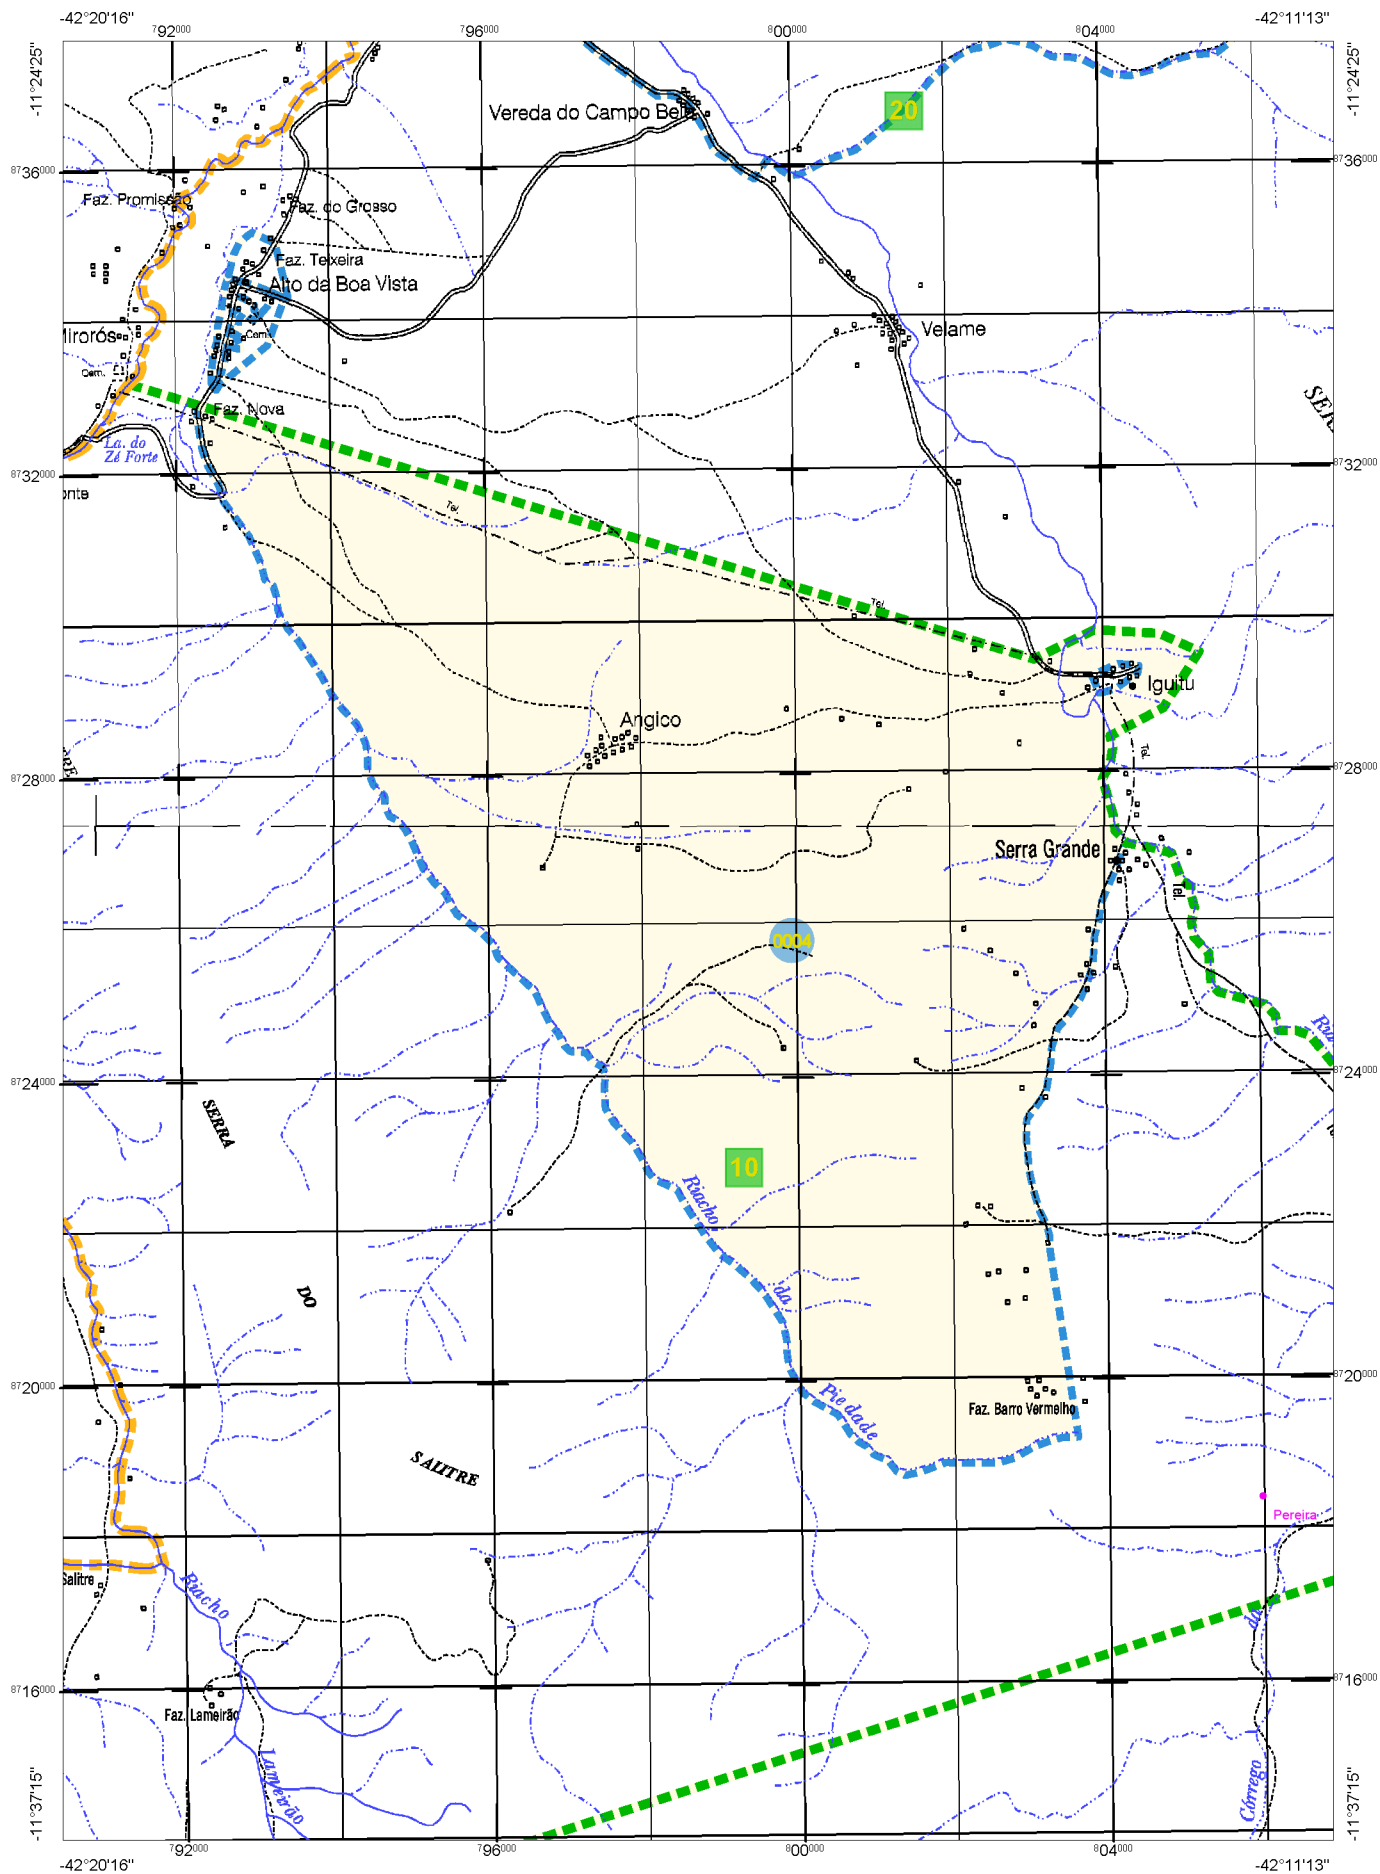 -42°20'16"
-42°11'13"
792000
796000
800000
804000
-11°24'25"
-11°24'25"
Vereda do Campo Belo
20
8736000
8736000
Faz. Promissão
Faz. do Grosso
Faz. Teixeira
Alto da Boa Vista
Velame
Mirorós
Cem.
Cem.
SER
Faz. Nova
La. do
Zé Forte
8732000
8732000
onte
Tel.
Tel.
Iguitu
Angico
Tel.
RE
8728000
8728000
Serra Grande
Tel.
0004
Ria
8724000
8724000
SERRA
10
Riacho
DO
da
8720000
8720000
Piedade
Faz. Barro Vermelho
SALITRE
Pereira
Salitre
Riacho
da
8716000
8716000
Faz. Lameirão
Lameirão
Córrego
-11°37'15"
-11°37'15"
792000
796000
800000
804000
-42°20'16"
-42°11'13"